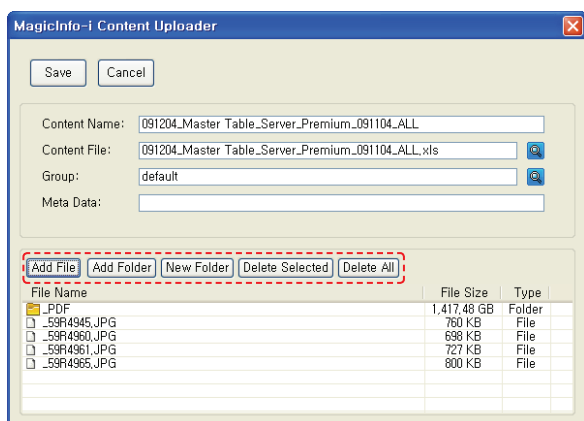 MagicInfo-i Content Uploader
Save Cancel
Content Name: 091204_Master Table_Server_Premium_091104_ALL
Content File: 091204_Master Table_Server_Premium_091104_ALL.xls
Group: default
Meta Data:
Add File Add Folder New Folder Delete Selected Delete All
File Name File Size Type
_PDF 1,417,48 GB Folder
_59R4945.JPG 760 KB File
_59R4960.JPG 698 KB File
_59R4961.JPG 727 KB File
_59R4965.JPG 800 KB File